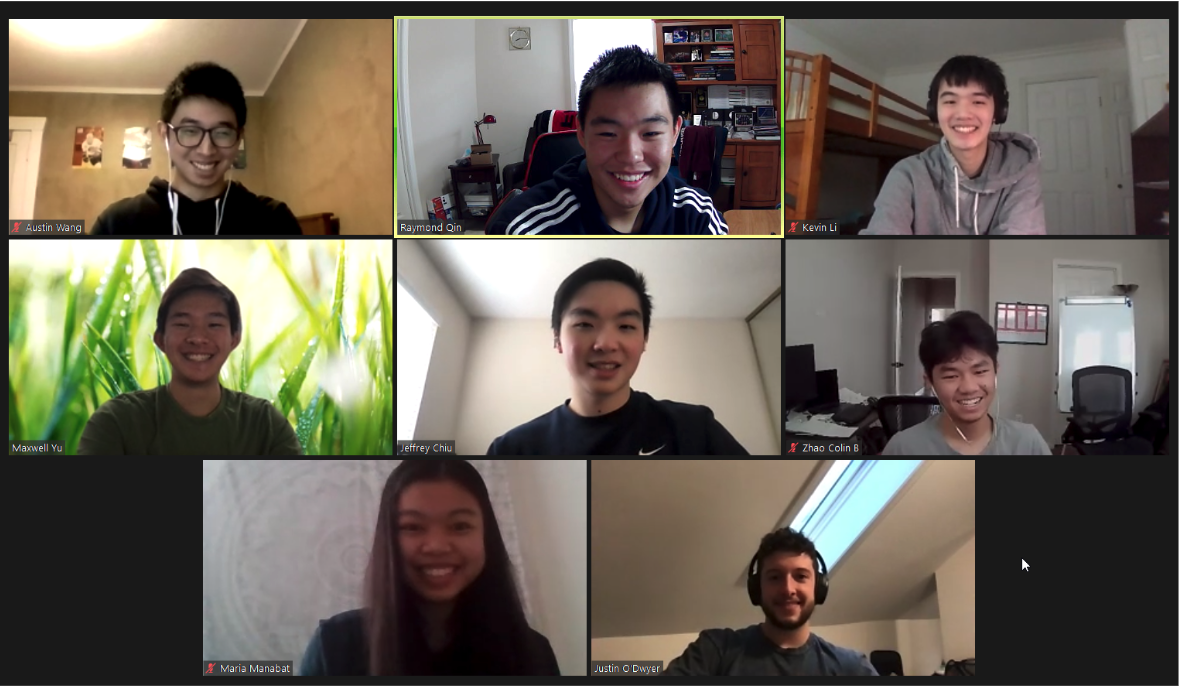 Austin Wang
Raymond Qin
Kevin Li
Maxwell Yu
Jeffrey Chiu
Zhao Colin B
Maria Manabat
Justin O'Dwyer